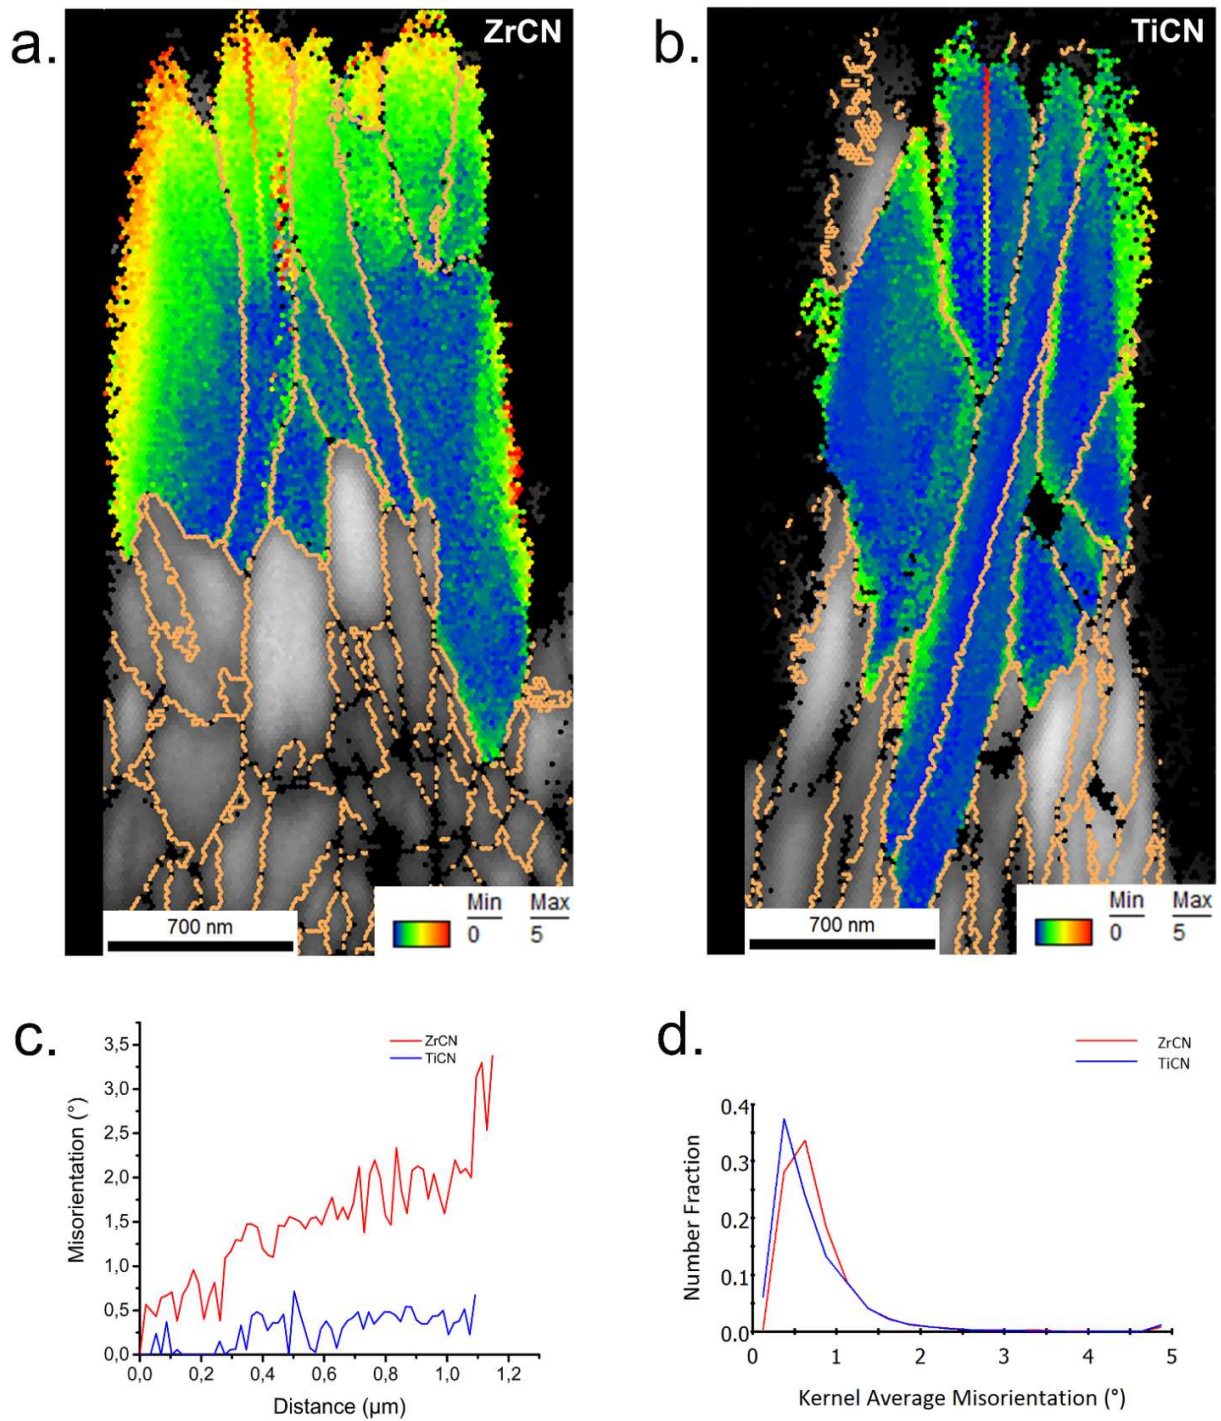 a.
ZrCN
Min Max
0 5
700 nm
b.
TiCN
Min Max
0 5
700 nm
c.
ZrCN
TiCN
3,5
3,0
2,5
2,0
1,5
1,0
0,5
0,0
Misorientation (°)
0,0 0,2 0,4 0,6 0,8 1,0 1,2
Distance (µm)
d.
ZrCN
TiCN
0.4
0.3
0.2
0.1
0.0
Number Fraction
0 1 2 3 4 5
Kernel Average Misorientation (°)